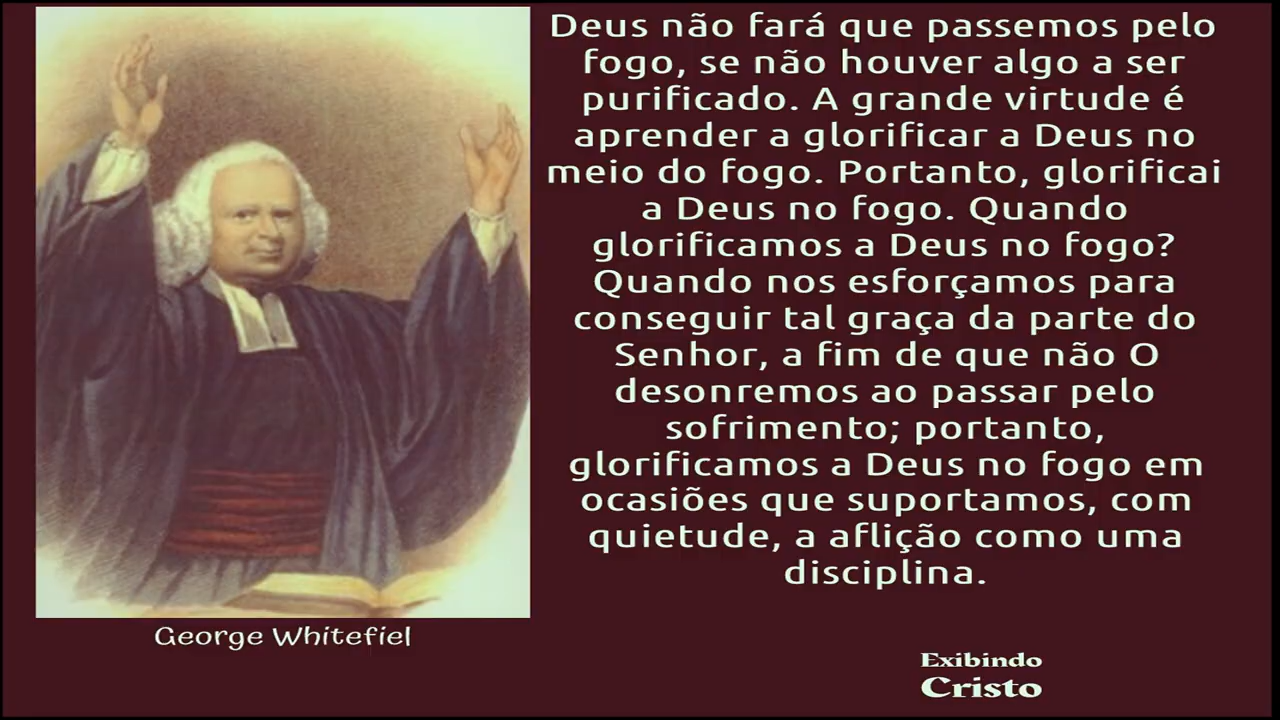 Deus não fará que passemos pelo
fogo, se não houver algo a ser
purificado. A grande virtude é
aprender a glorificar a Deus no
meio do fogo. Portanto, glorificai
a Deus no fogo. Quando
glorificamos a Deus no fogo?
Quando nos esforçamos para
conseguir tal graça da parte do
Senhor, a fim de que não O
desonremos ao passar pelo
sofrimento; portanto,
glorificamos a Deus no fogo em
ocasiões que suportamos, com
quietude, a aflição como uma
disciplina.
George Whitefiel
Exibindo
Cristo